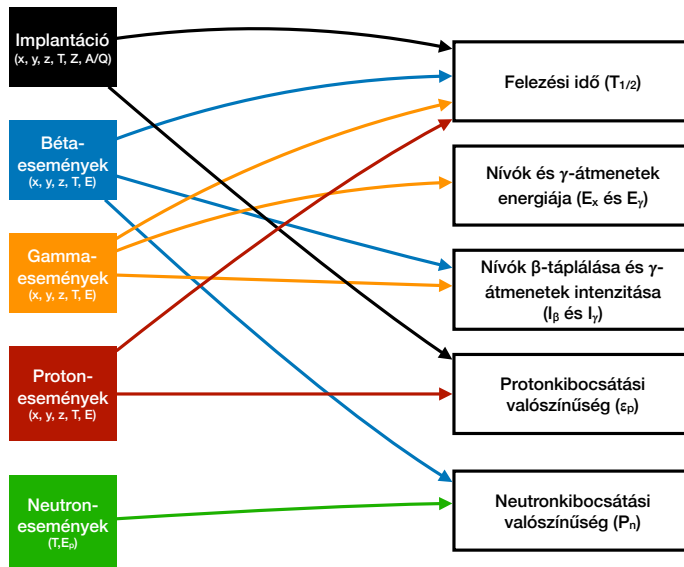 Implantáció
(x, y, z, T, Z, A/Q)
Béta-
események
(x, y, z, T, E)
Gamma-
események
(x, y, z, T, E)
Proton-
események
(x, y, z, T, E)
Neutron-
események
(T,Eₚ)
Felezési idő (T1/2)
Nívók és γ-átmenetek
energiája (Eₓ és Eᵧ)
Nívók β-táplálása és γ-
átmenetek intenzitása
(Iᵦ és Iᵧ)
Protonkibocsátási
valószínűség (εₚ)
Neutronkibocsátási
valószínűség (Pₙ)